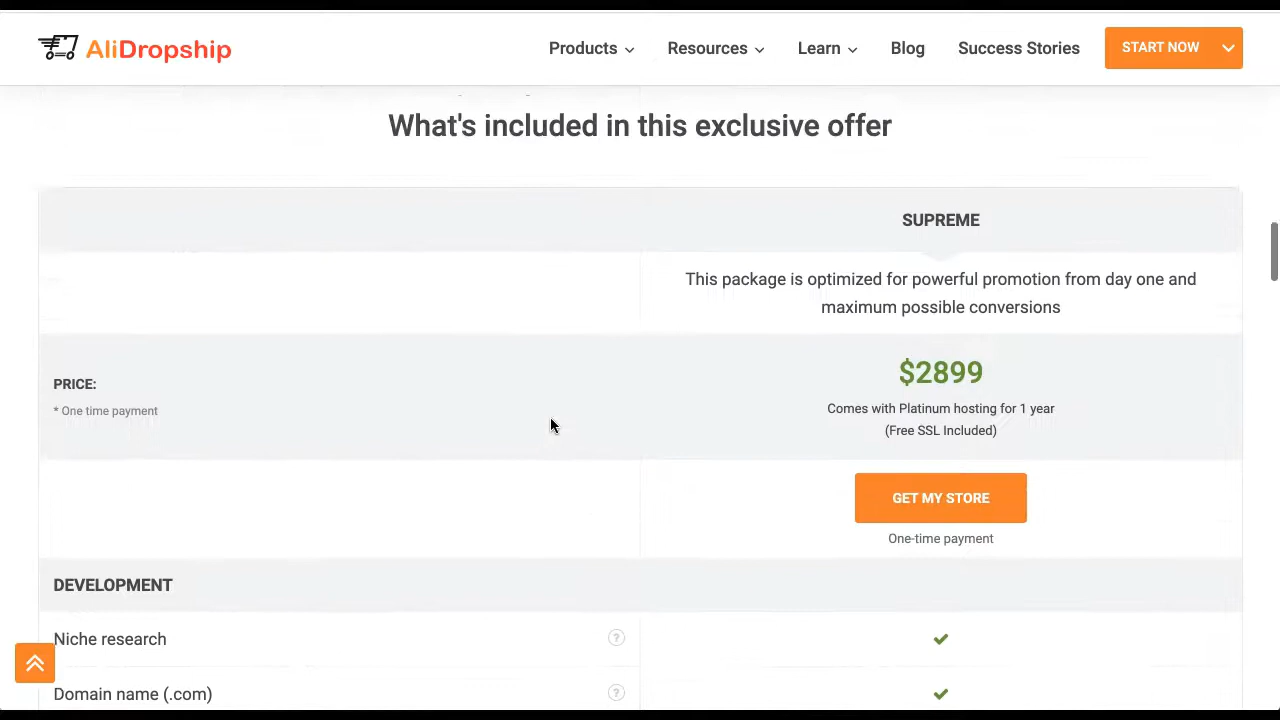 AliDropship
Products
Resources
Learn
Blog
Success Stories
START NOW
What's included in this exclusive offer
SUPREME
This package is optimized for powerful promotion from day one and
maximum possible conversions
PRICE:
* One time payment
$2899
Comes with Platinum hosting for 1 year
(Free SSL Included)
GET MY STORE
One-time payment
DEVELOPMENT
Niche research
?
Domain name (.com)
?